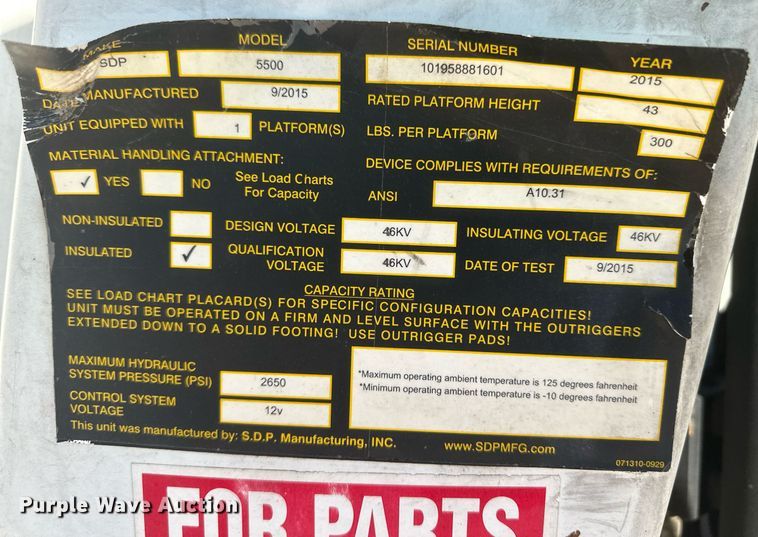 MAKE MODEL SERIAL NUMBER YEAR
SDP 5500 101958881601 2015
DATE MANUFACTURED 9/2015 RATED PLATFORM HEIGHT 43
UNIT EQUIPPED WITH 1 PLATFORM(S) LBS. PER PLATFORM 300
MATERIAL HANDLING ATTACHMENT: DEVICE COMPLIES WITH REQUIREMENTS OF:
✓ YES NO See Load Charts
For Capacity
ANSI A10.31
NON-INSULATED DESIGN VOLTAGE 46KV INSULATING VOLTAGE 46KV
INSULATED ✓ QUALIFICATION
VOLTAGE 46KV DATE OF TEST 9/2015
CAPACITY RATING
SEE LOAD CHART PLACARD(S) FOR SPECIFIC CONFIGURATION CAPACITIES!
UNIT MUST BE OPERATED ON A FIRM AND LEVEL SURFACE WITH THE OUTRIGGERS
EXTENDED DOWN TO A SOLID FOOTING! USE OUTRIGGER PADS!
MAXIMUM HYDRAULIC
SYSTEM PRESSURE (PSI) 2650
CONTROL SYSTEM
VOLTAGE 12v
*Maximum operating ambient temperature is 125 degrees fahrenheit
*Minimum operating ambient temperature is -10 degrees fahrenheit
This unit was manufactured by: S.D.P. Manufacturing, INC. www.SDPMFG.com
071310-0929
FOR PARTS
Purple Wave Auction